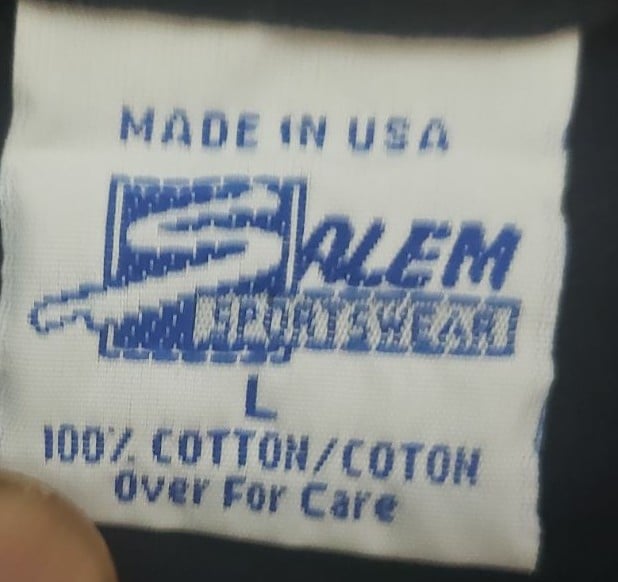 MADE IN USA
SALEM
SPORTSWEAR
L
100% COTTON/COTON
Over For Care